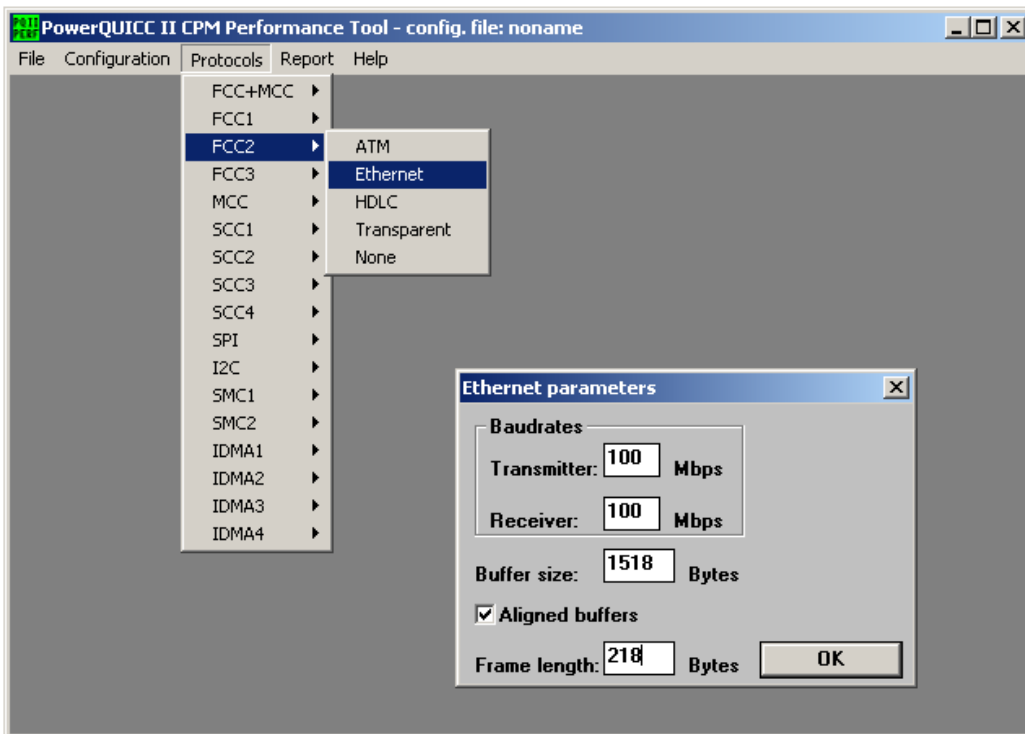 PQII PERF PowerQUICC II CPM Performance Tool - config. file: noname
File Configuration Protocols Report Help
FCC+MCC
FCC1
FCC2
FCC3
MCC
SCC1
SCC2
SCC3
SCC4
SPI
I2C
SMC1
SMC2
IDMA1
IDMA2
IDMA3
IDMA4
ATM
Ethernet
HDLC
Transparent
None
Ethernet parameters
Baudrates
Transmitter: 100 Mbps
Receiver: 100 Mbps
Buffer size: 1518 Bytes
Aligned buffers
Frame length: 218 Bytes OK